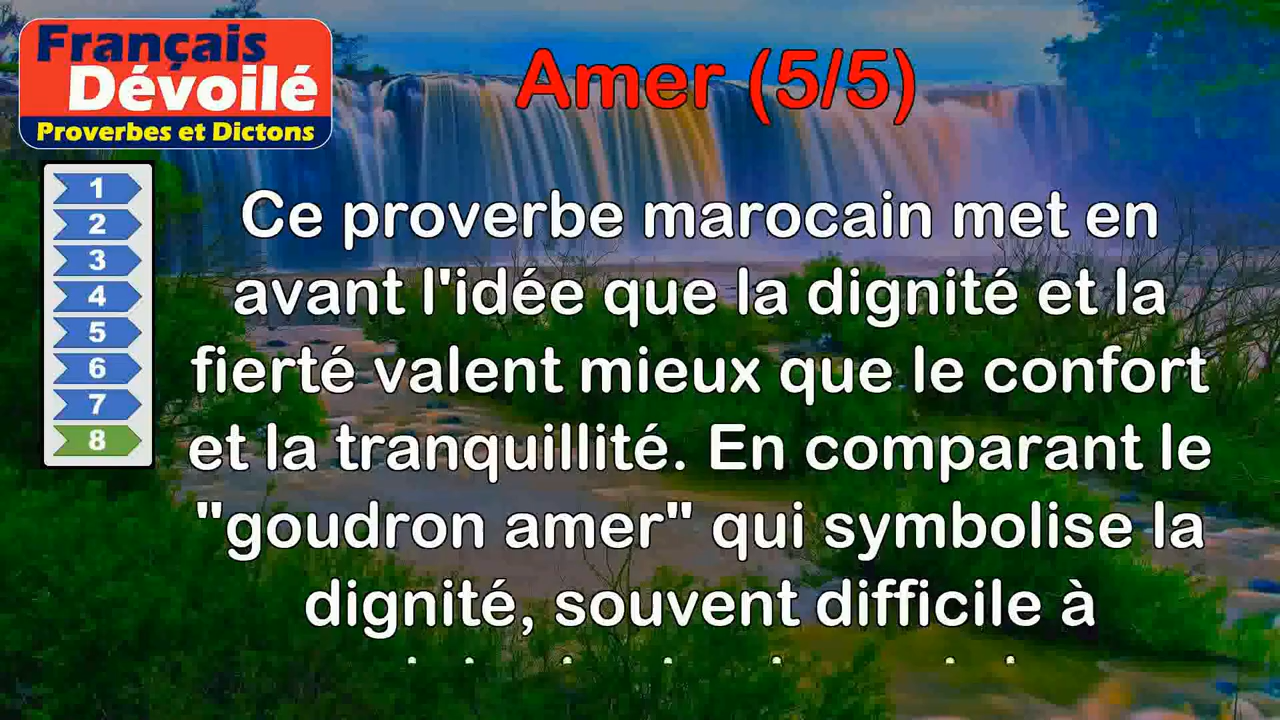 Français
Dévoilé
Proverbes et Dictons
Amer (5/5)
1
2
3
4
5
6
7
8
Ce proverbe marocain met en
avant l'idée que la dignité et la
fierté valent mieux que le confort
et la tranquillité. En comparant le
"goudron amer" qui symbolise la
dignité, souvent difficile à